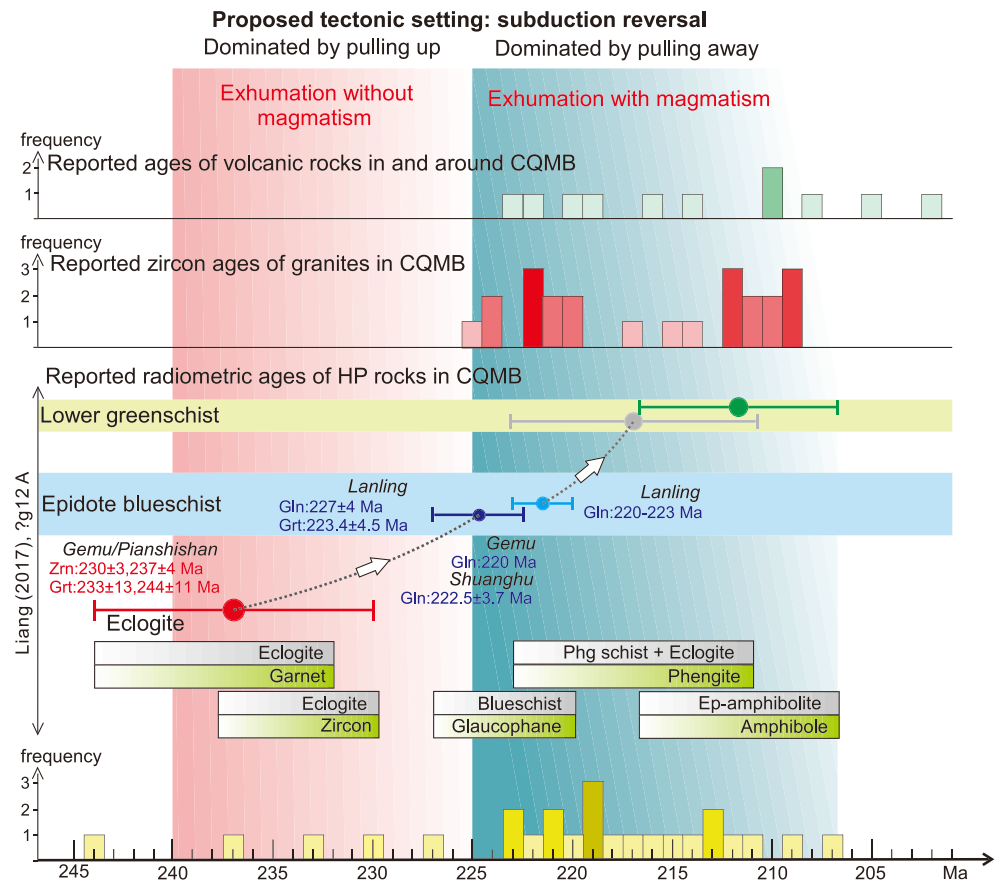 Proposed tectonic setting: subduction reversal
Dominated by pulling up
Dominated by pulling away
Exhumation without
magmatism
Exhumation with magmatism
frequency
Reported ages of volcanic rocks in and around CQMB
2
1
frequency
Reported zircon ages of granites in CQMB
3
2
1
Reported radiometric ages of HP rocks in CQMB
Lower greenschist
Epidote blueschist
Lanling
Gln:227±4 Ma
Grt:223.4±4.5 Ma
Lanling
Gln:220-223 Ma
Gemu/Pianshishan
Zrn:230±3,237±4 Ma
Grt:233±13,244±11 Ma
Gemu
Gln:220 Ma
Shuanghu
Gln:222.5±3.7 Ma
Eclogite
Liang (2017), ?g12 A
Eclogite
Garnet
Phg schist + Eclogite
Phengite
Eclogite
Zircon
Blueschist
Glaucophane
Ep-amphibolite
Amphibole
frequency
3
2
1
245 240 235 230 225 220 215 210 205 Ma